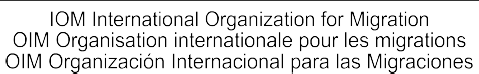 IOM International Organization for Migration
OIM Organisation internationale pour les migrations
OIM Organización Internacional para las Migraciones